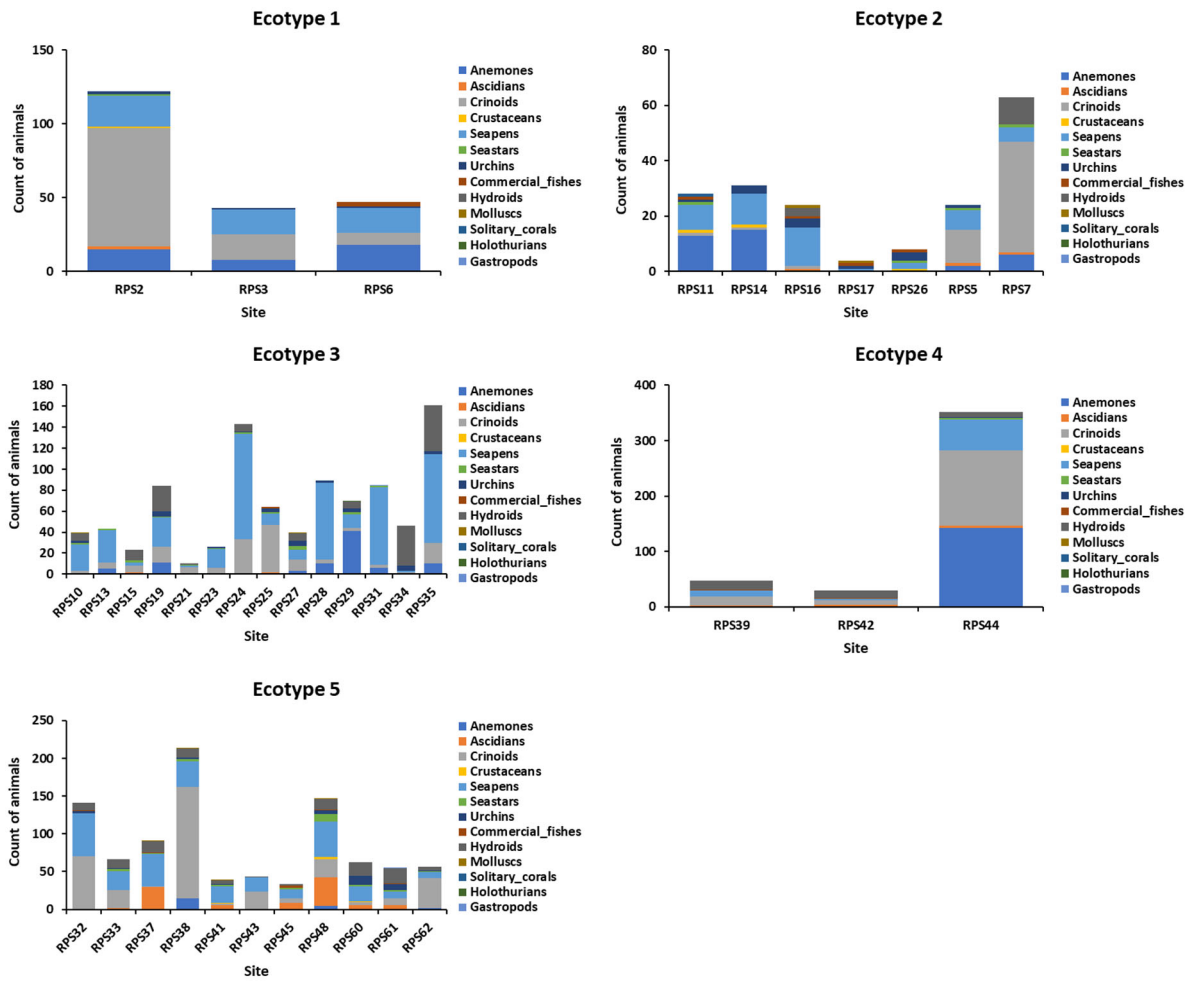 Ecotype 1
Count of animals
150
100
50
0
RPS2 RPS3 RPS6
Site
Anemones
Ascidians
Crinoids
Crustaceans
Seapens
Seastars
Urchins
Commercial_fishes
Hydroids
Molluscs
Solitary_corals
Holothurians
Gastropods
Ecotype 2
Count of animals
80
60
40
20
0
RPS11 RPS14 RPS16 RPS17 RPS26 RPS5 RPS7
Site
Anemones
Ascidians
Crinoids
Crustaceans
Seapens
Seastars
Urchins
Commercial_fishes
Hydroids
Molluscs
Solitary_corals
Holothurians
Gastropods
Ecotype 3
Count of animals
180
160
140
120
100
80
60
40
20
0
RPS10 RPS13 RPS15 RPS19 RPS21 RPS23 RPS24 RPS25 RPS27 RPS28 RPS29 RPS31 RPS34 RPS35
Site
Anemones
Ascidians
Crinoids
Crustaceans
Seapens
Seastars
Urchins
Commercial_fishes
Hydroids
Molluscs
Solitary_corals
Holothurians
Gastropods
Ecotype 4
Count of animals
400
300
200
100
0
RPS39 RPS42 RPS44
Site
Anemones
Ascidians
Crinoids
Crustaceans
Seapens
Seastars
Urchins
Commercial_fishes
Hydroids
Molluscs
Solitary_corals
Holothurians
Gastropods
Ecotype 5
Count of animals
250
200
150
100
50
0
RPS32 RPS33 RPS37 RPS38 RPS41 RPS43 RPS45 RPS48 RPS60 RPS61 RPS62
Site
Anemones
Ascidians
Crinoids
Crustaceans
Seapens
Seastars
Urchins
Commercial_fishes
Hydroids
Molluscs
Solitary_corals
Holothurians
Gastropods